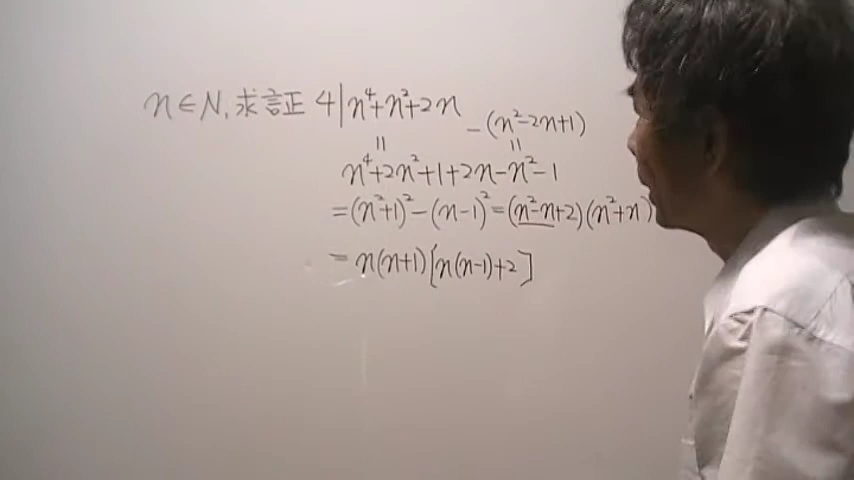 n∈N, 求証 4|n⁴+n²+2n
-(n²-2n+1)
= =
n⁴+2n²+1+2n-n²-1
=(n²+1)²-(n-1)²=(n²-n+2)(n²+n)
=n(n+1)[n(n-1)+2]